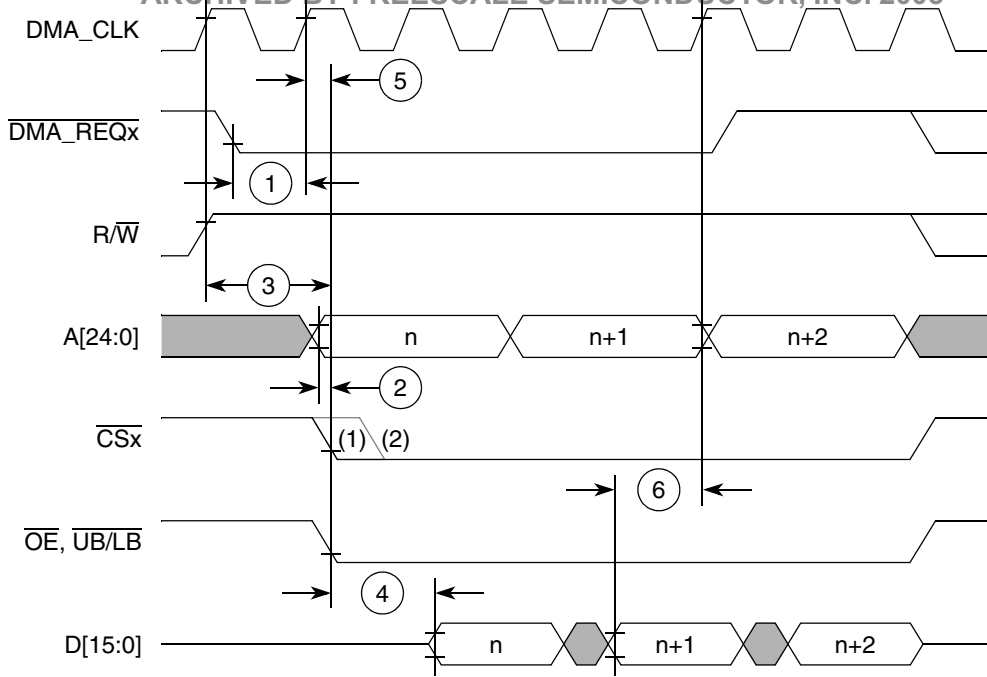 ARCHIVED BY FREESCALE SEMICONDUCTOR, INC. 2005
DMA_CLK
5
DMA_REQx
1
R/W
3
A[24:0]
n
n+1
n+2
2
CSx
(1)
(2)
6
OE, UB/LB
4
D[15:0]
n
n+1
n+2